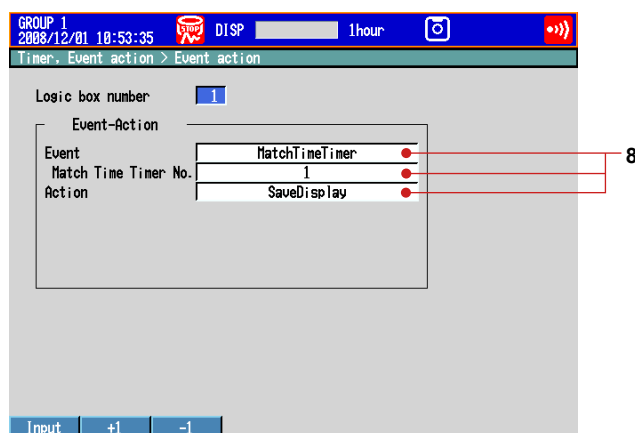 GROUP 1
2008/12/01 10:53:35 STOP DISP 1hour
Timer, Event action > Event action
Logic box number 1
Event-Action
Event MatchTimeTimer
Match Time Timer No. 1
Action SaveDisplay
8
Input +1 -1